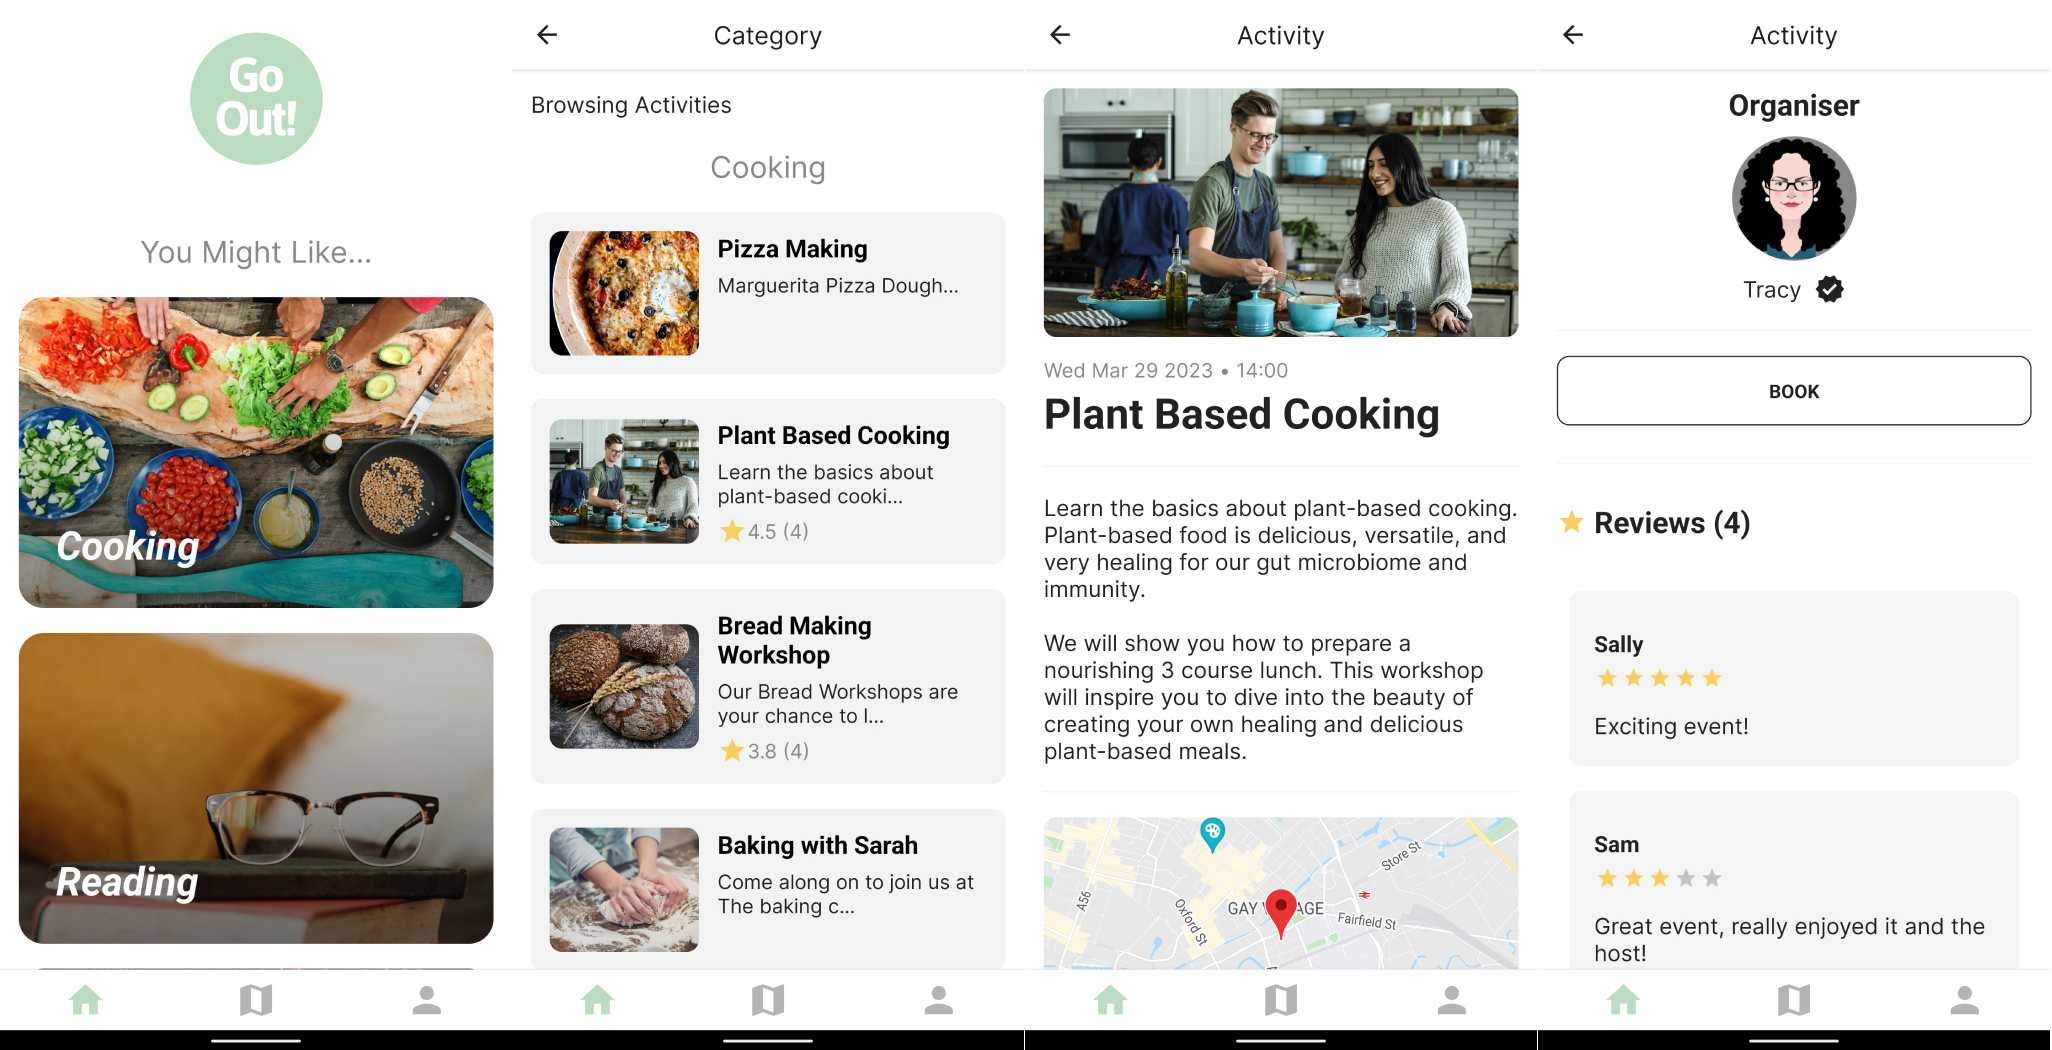 Go
Out!
You Might Like...
Cooking
Reading
Category
Browsing Activities
Cooking
Pizza Making
Marguerita Pizza Dough...
Plant Based Cooking
Learn the basics about
plant-based cooki...
4.5 (4)
Bread Making
Workshop
Our Bread Workshops are
your chance to l...
3.8 (4)
Baking with Sarah
Come along on to join us at
The baking c...
Activity
Wed Mar 29 2023 • 14:00
Plant Based Cooking
Learn the basics about plant-based cooking.
Plant-based food is delicious, versatile, and
very healing for our gut microbiome and
immunity.
We will show you how to prepare a
nourishing 3 course lunch. This workshop
will inspire you to dive into the beauty of
creating your own healing and delicious
plant-based meals.
Store St
A56
Oxford St
GAY
Fairfield St
Activity
Organiser
Tracy
BOOK
Reviews (4)
Sally
Exciting event!
Sam
Great event, really enjoyed it and the
host!